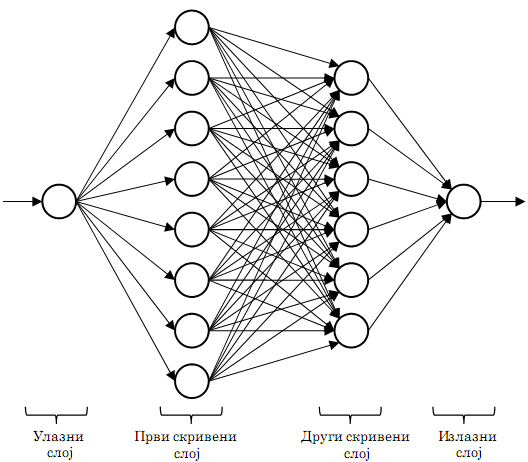 Улазни
слој
Први скривени
слој
Други скривени
слој
Излазни
слој